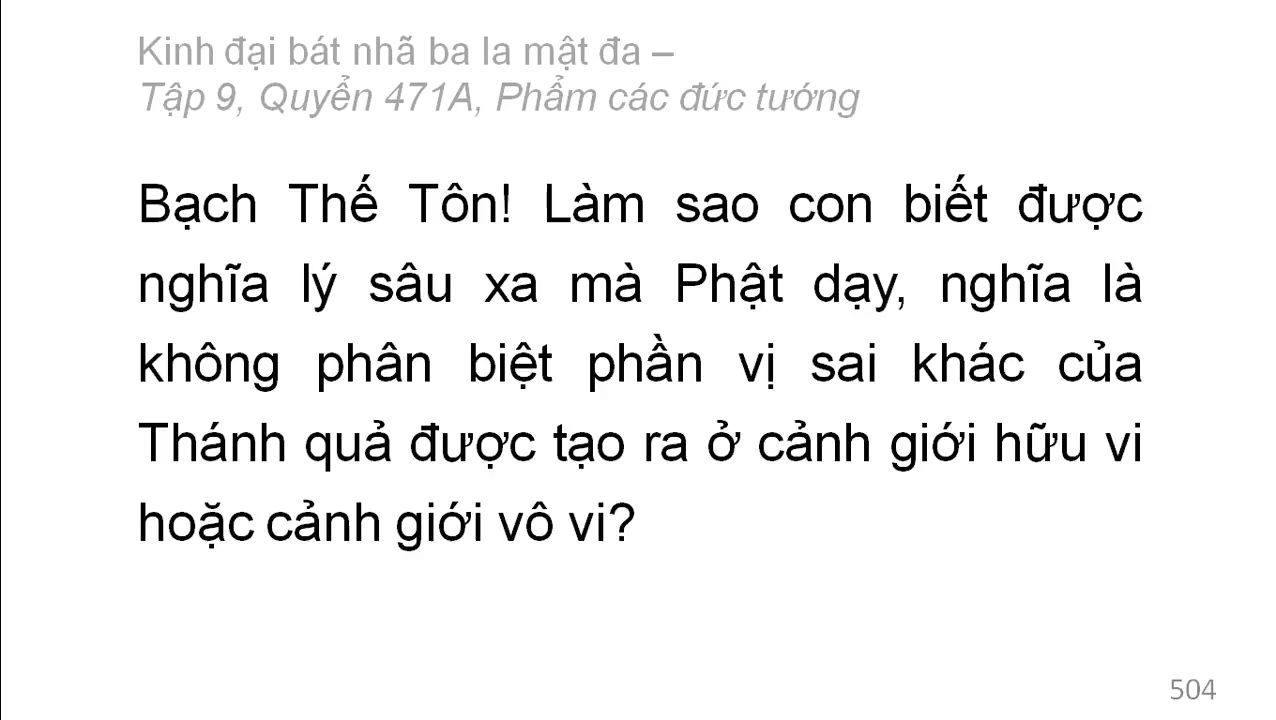 Kinh đại bát nhã ba la mật đa –
Tập 9, Quyển 471A, Phẩm các đức tướng
Bạch Thế Tôn! Làm sao con biết được
nghĩa lý sâu xa mà Phật dạy, nghĩa là
không phân biệt phần vị sai khác của
Thánh quả được tạo ra ở cảnh giới hữu vi
hoặc cảnh giới vô vi?
504